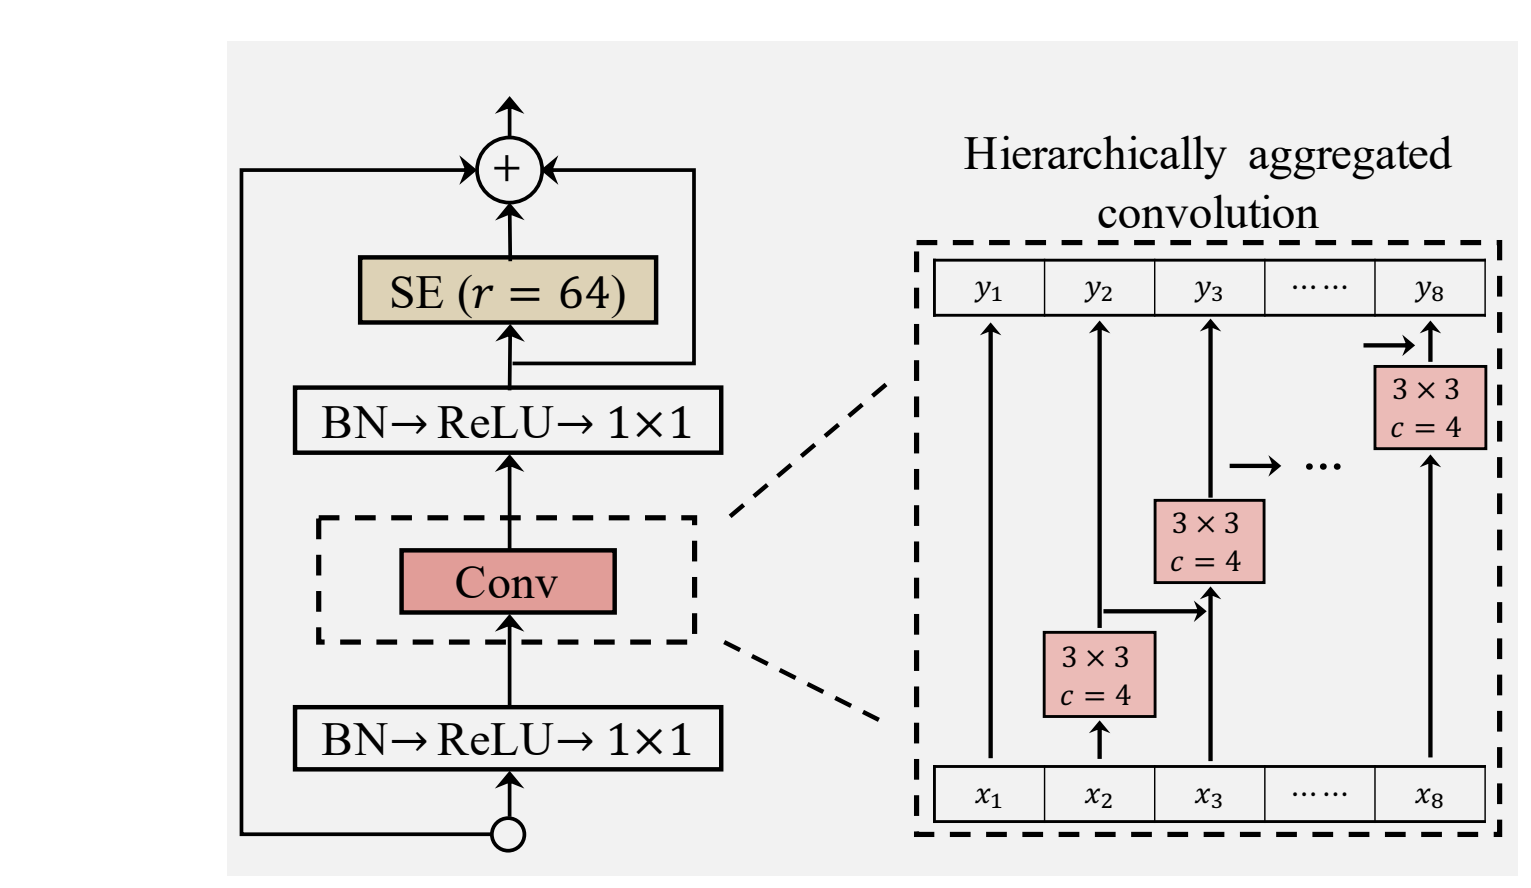 +
SE (r = 64)
BN→ReLU→1×1
Conv
BN→ReLU→1×1
Hierarchically aggregated
convolution
y₁ y₂ y₃ …… y₈
3 × 3
c = 4
…
3 × 3
c = 4
3 × 3
c = 4
x₁ x₂ x₃ …… x₈